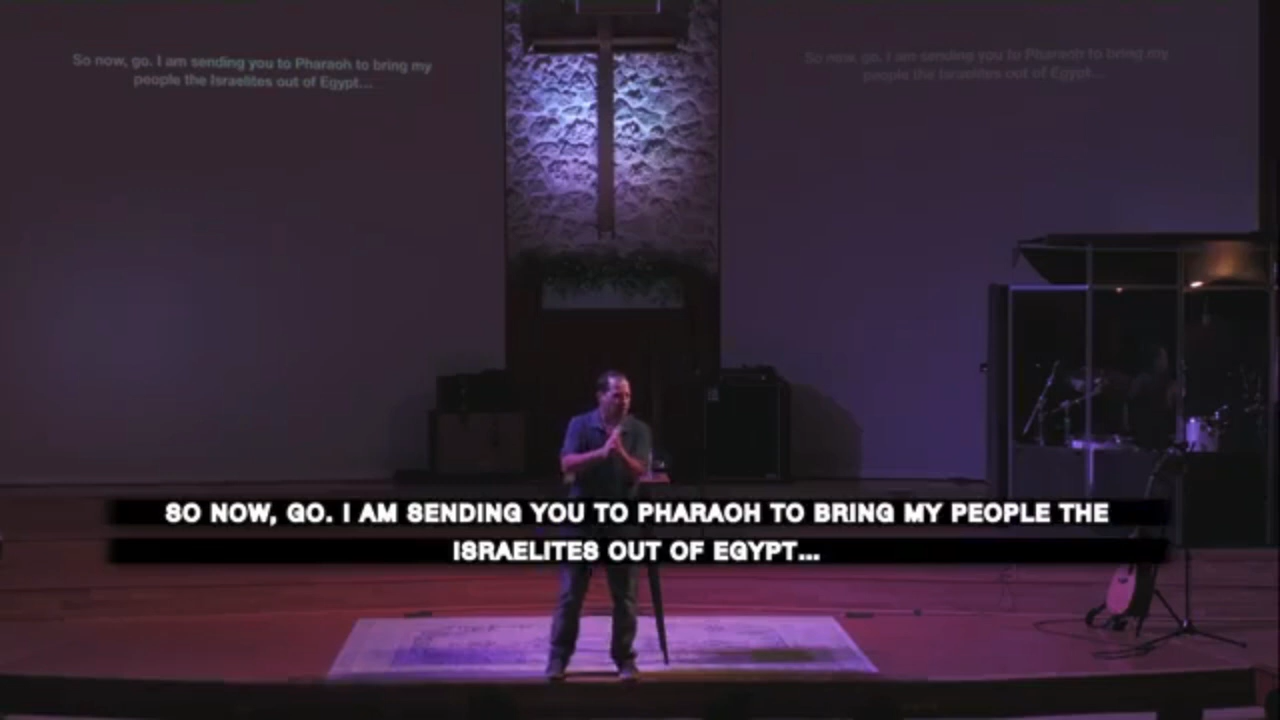 So now, go. I am sending you to Pharaoh to bring my
people the Israelites out of Egypt...
So now, go. I am sending you to Pharaoh to bring my
people the Israelites out of Egypt...
SO NOW, GO. I AM SENDING YOU TO PHARAOH TO BRING MY PEOPLE THE
ISRAELITES OUT OF EGYPT...